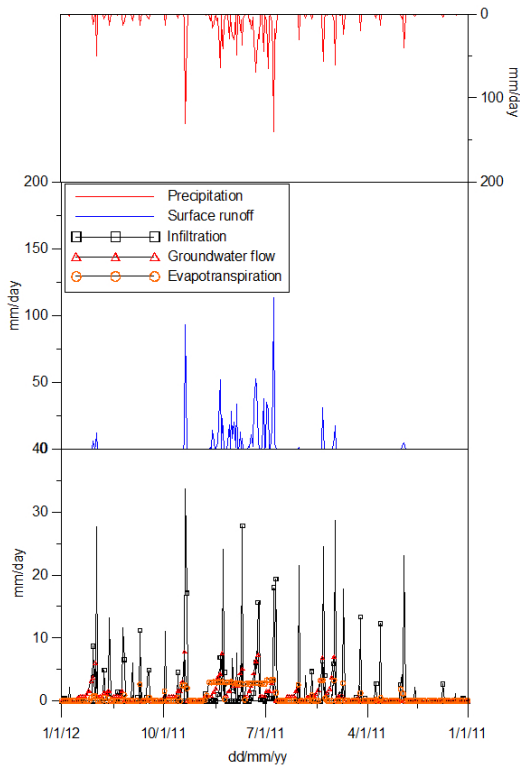 0
100
200
mm/day
200
150
100
50
0
mm/day
Precipitation
Surface runoff
Infiltration
Groundwater flow
Evapotranspiration
40
30
20
10
0
mm/day
1/1/12
10/1/11
7/1/11
4/1/11
1/1/11
dd/mm/yy